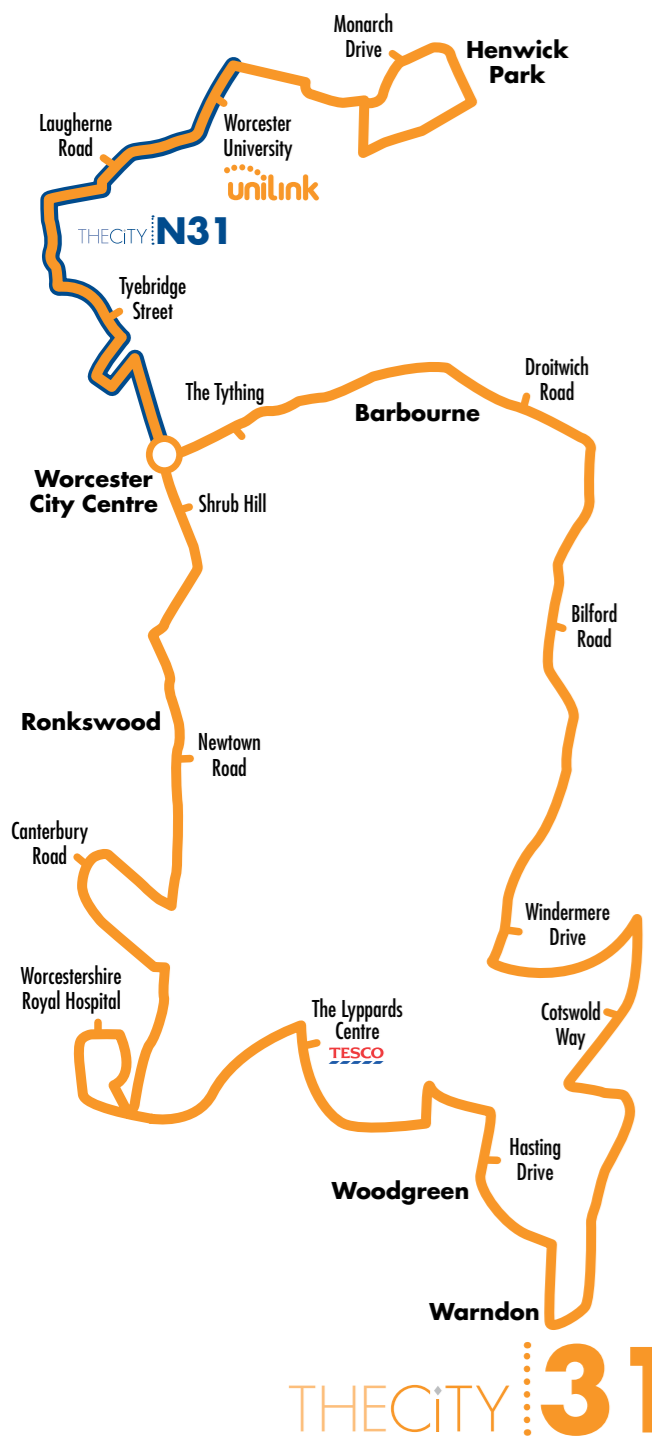 Monarch
Drive
Henwick
Park
Laugherne
Road
Worcester
University
unilink
THECiTY N31
Tyebridge
Street
The Tything
Barbourne
Droitwich
Road
Worcester
City Centre
Shrub Hill
Bilford
Road
Ronkswood
Newtown
Road
Canterbury
Road
Windermere
Drive
Worcestershire
Royal Hospital
The Lyppards
Centre
TESCO
Cotswold
Way
Hasting
Drive
Woodgreen
Warndon
THECiTY 31